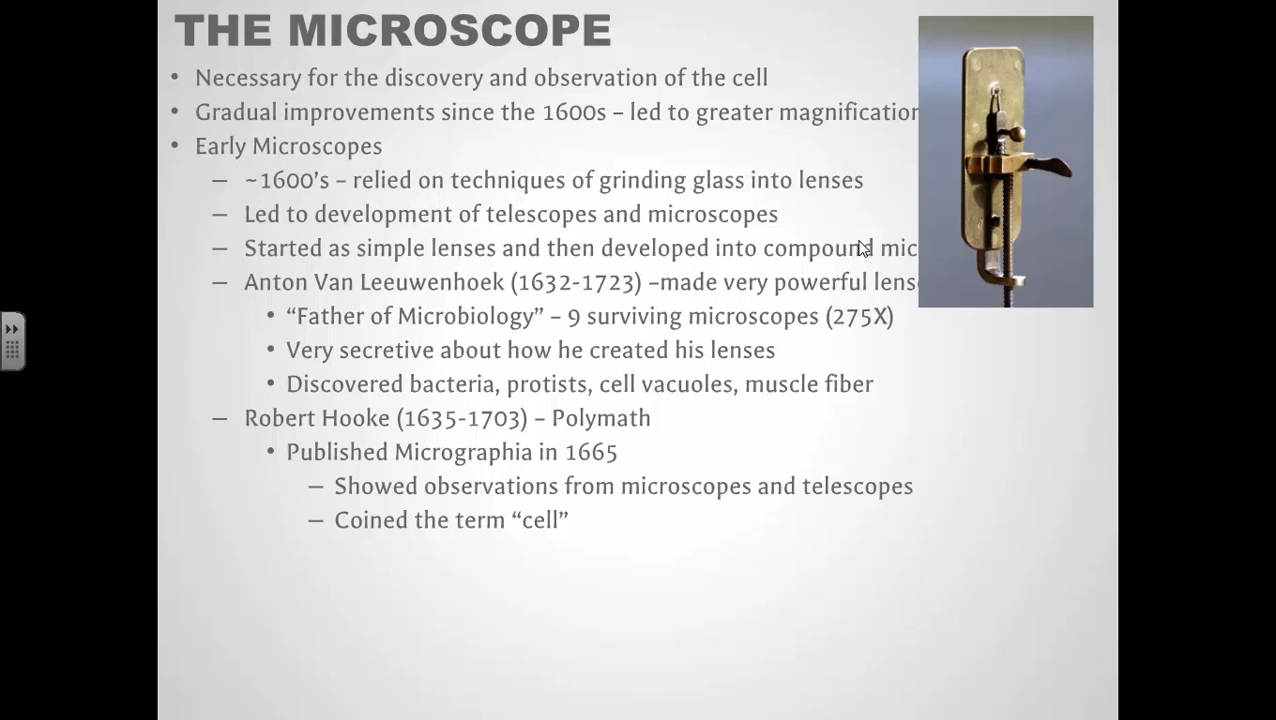 THE MICROSCOPE
• Necessary for the discovery and observation of the cell
• Gradual improvements since the 1600s – led to greater magnification
• Early Microscopes
– ~1600’s – relied on techniques of grinding glass into lenses
– Led to development of telescopes and microscopes
– Started as simple lenses and then developed into compound mic
– Anton Van Leeuwenhoek (1632-1723) –made very powerful lens
• “Father of Microbiology” – 9 surviving microscopes (275X)
• Very secretive about how he created his lenses
• Discovered bacteria, protists, cell vacuoles, muscle fiber
– Robert Hooke (1635-1703) – Polymath
• Published Micrographia in 1665
– Showed observations from microscopes and telescopes
– Coined the term “cell”